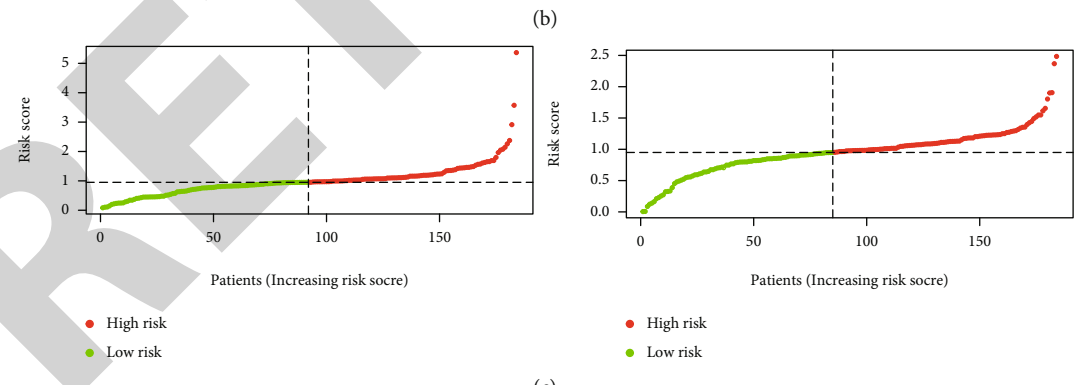 (b)
5
4
3
2
1
0
Risk score
0 50 100 150
Patients (Increasing risk socre)
High risk
Low risk
2.5
2.0
1.5
1.0
0.5
0.0
Risk score
0 50 100 150
Patients (Increasing risk socre)
High risk
Low risk